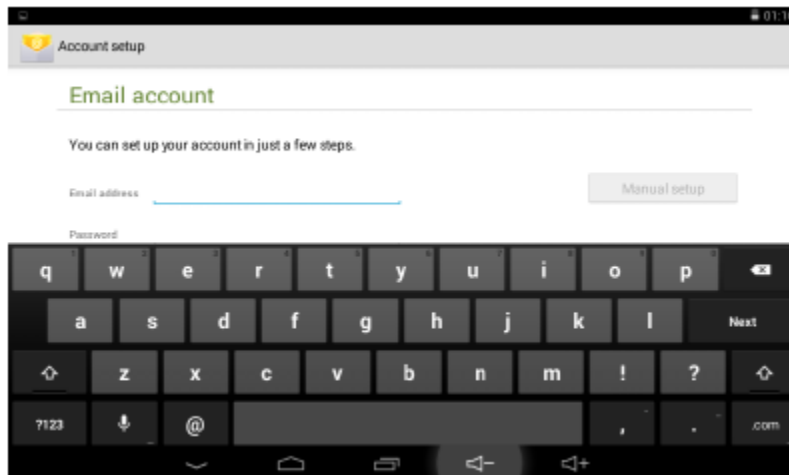 01:1
Account setup
Email account
You can set up your account in just a few steps.
Email address
Manual setup
Password
q w e r t y u i o p
a s d f g h j k l Next
z x c v b n m ! ?
?123 @ , . .com